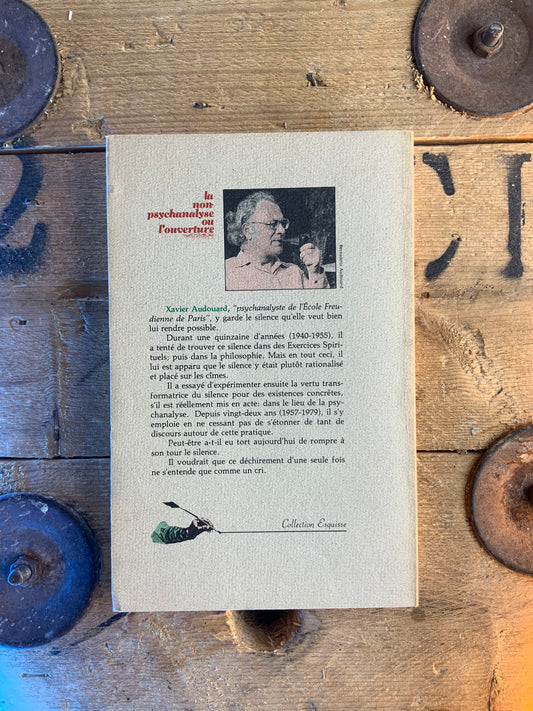 la
non
psychanalyse
ou
l'ouverture
Bernadette Audouard
Xavier Audouard, "psychanalyste de l'École Freu-
dienne de Paris", y garde le silence qu'elle veut bien
lui rendre possible.
Durant une quinzaine d'années (1940-1955), il
a tenté de trouver ce silence dans des Exercices Spiri-
tuels; puis dans la philosophie. Mais en tout ceci, il
lui est apparu que le silence y était plutôt rationalisé
et placé sur les cîmes.
Il a essayé d'expérimenter ensuite la vertu trans-
formatrice du silence pour des existences concrètes,
s'il est réellement mis en acte: dans le lieu de la psy-
chanalyse. Depuis vingt-deux ans (1957-1979), il s'y
emploie en ne cessant pas de s'étonner de tant de
discours autour de cette pratique.
Peut-être a-t-il eu tort aujourd'hui de rompre à
son tour le silence.
Il voudrait que ce déchirement d'une seule fois
ne s'entende que comme un cri.
Collection Esquisse